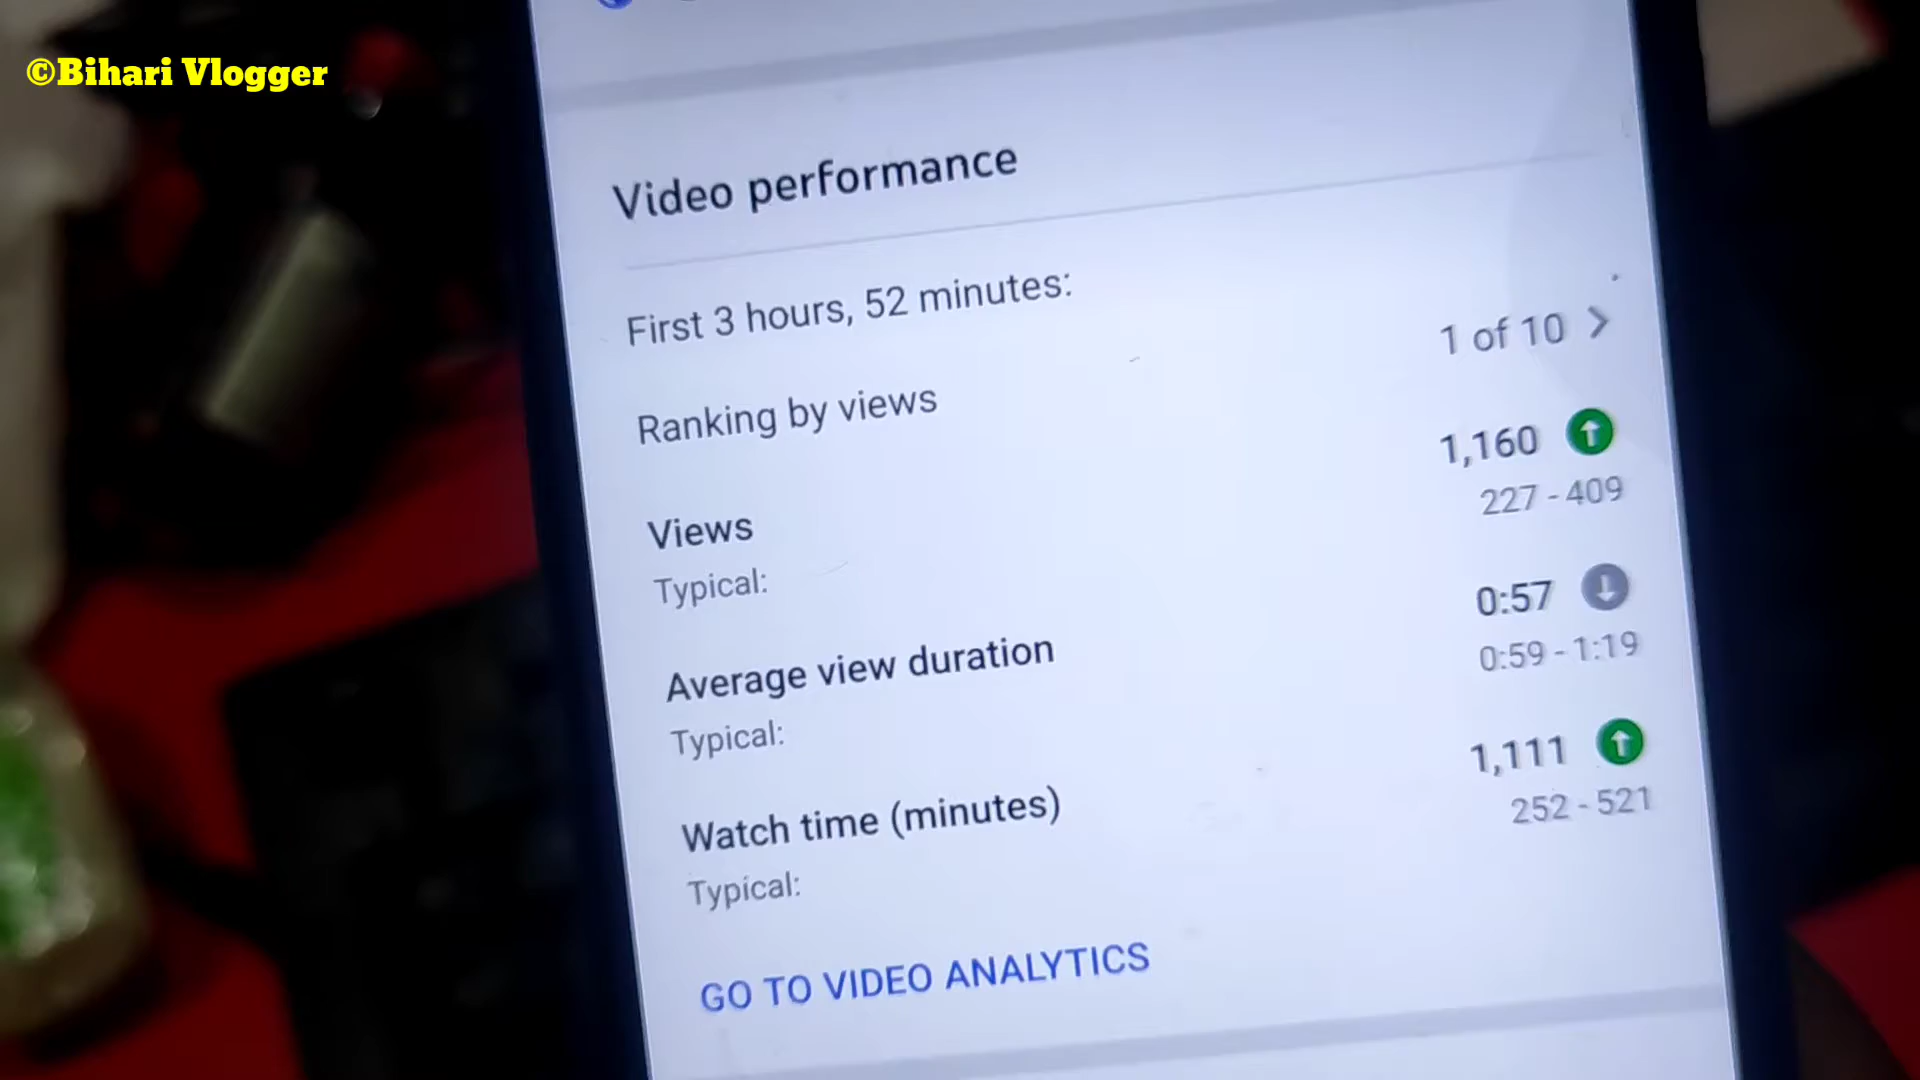 ©Bihari Vlogger
Video performance
First 3 hours, 52 minutes:
Ranking by views 1 of 10
Views 1,160
Typical: 227 - 409
Average view duration 0:57
Typical: 0:59 - 1:19
Watch time (minutes) 1,111
Typical: 252 - 521
GO TO VIDEO ANALYTICS